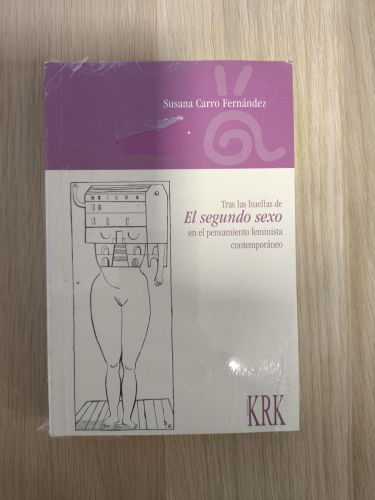 Susana Carro Fernández
Tras las huellas de
El segundo sexo
en el pensamiento feminista
contemporáneo
KRK